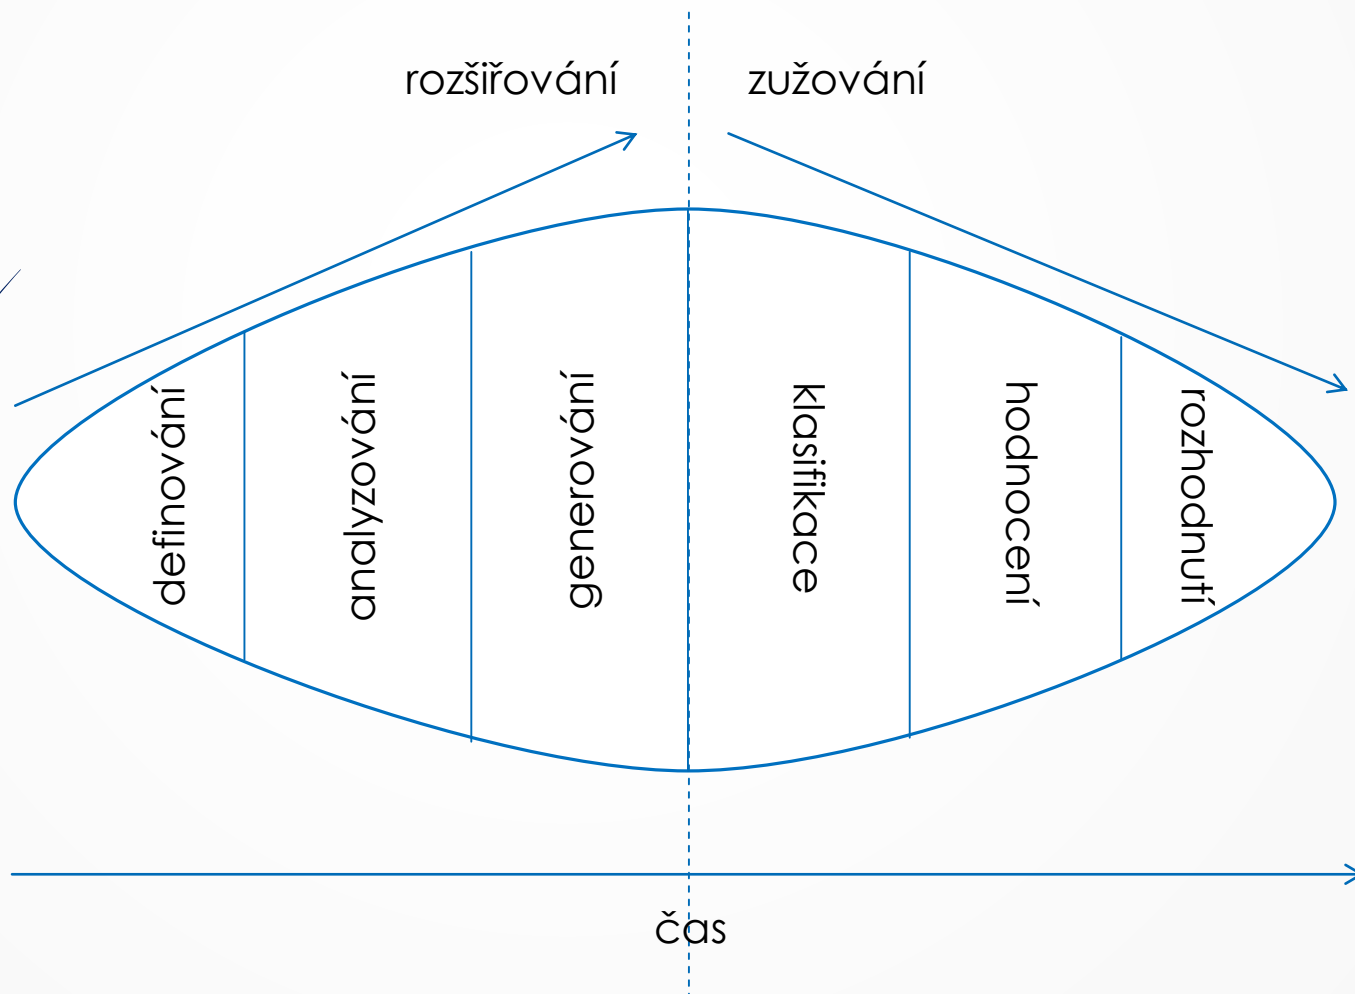 rozšiřování
zužování
definování
analyzování
generování
klasifikace
hodnocení
rozhodnutí
čas